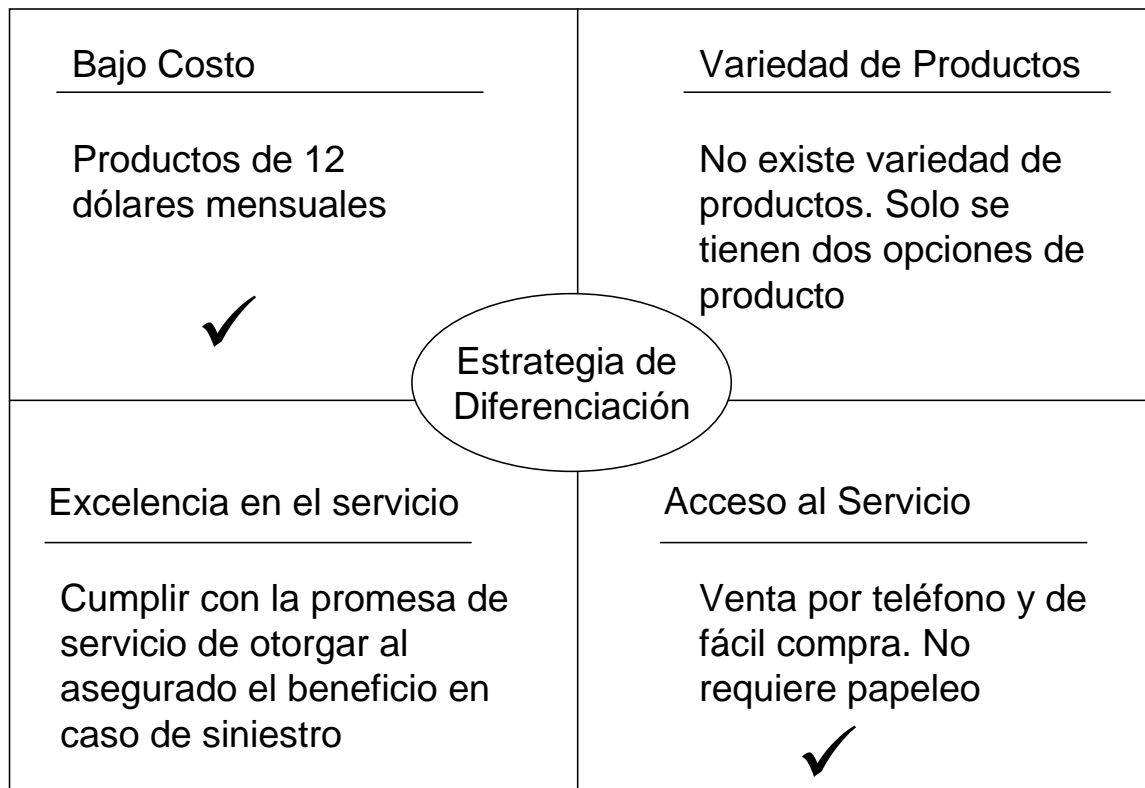 Bajo Costo
Productos de 12
dólares mensuales
✓
Variedad de Productos
No existe variedad de
productos. Solo se
tienen dos opciones de
producto
Estrategia de
Diferenciación
Excelencia en el servicio
Cumplir con la promesa de
servicio de otorgar al
asegurado el beneficio en
caso de siniestro
Acceso al Servicio
Venta por teléfono y de
fácil compra. No
requiere papeleo
✓